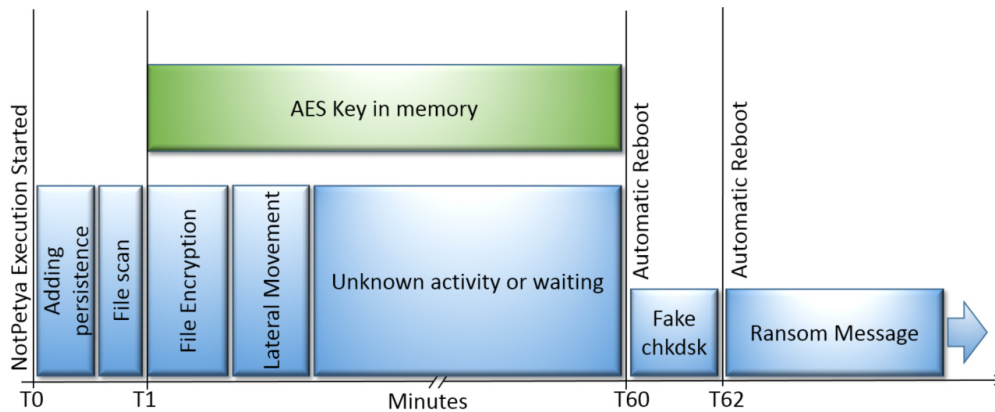 NotPetya Execution Started
AES Key in memory
Automatic Reboot
Automatic Reboot
Adding
persistence
File scan
File Encryption
Lateral Movement
Unknown activity or waiting
Fake
chkdsk
Ransom Message
T0
T1
Minutes
T60
T62